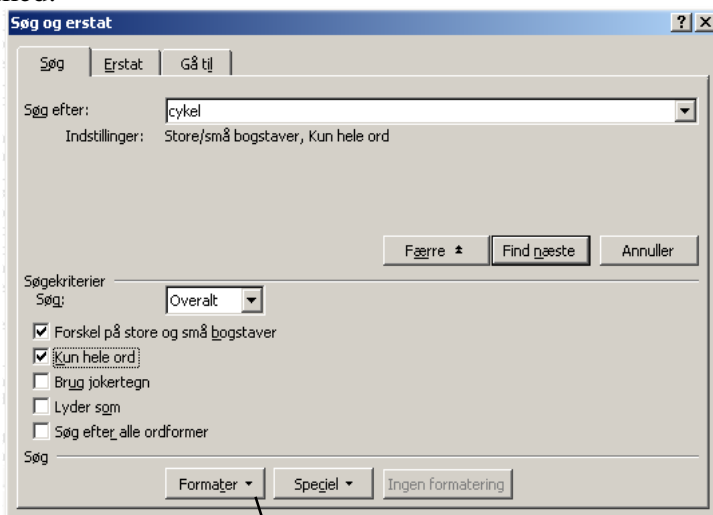 Søg og erstat
Søg Erstat Gå til
Søg efter: cykel
Indstillinger: Store/små bogstaver, Kun hele ord
Færre Find næste Annuller
Søgekriterier
Søg: Overalt
Forskel på store og små bogstaver
Kun hele ord
Brug jokertegn
Lyder som
Søg efter alle ordformer
Søg
Formater Speciel Ingen formatering